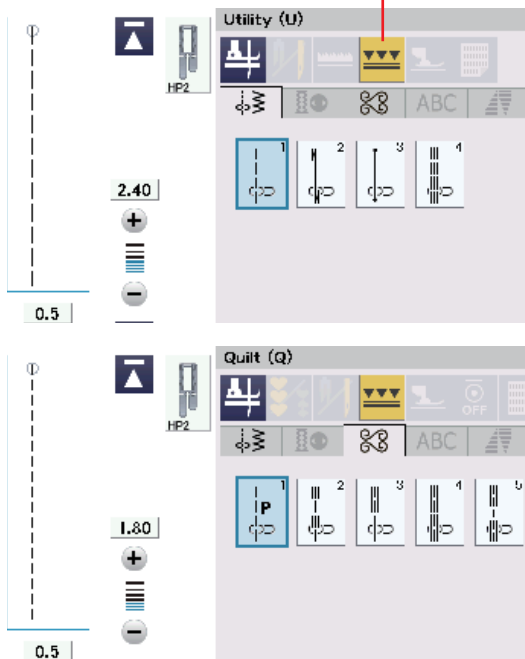 Utility (U)
HP2
ABC
1 2 3 4
2.40
0.5
Quilt (Q)
OFF
HP2
ABC
1 2 3 4 5
P
1.80
0.5